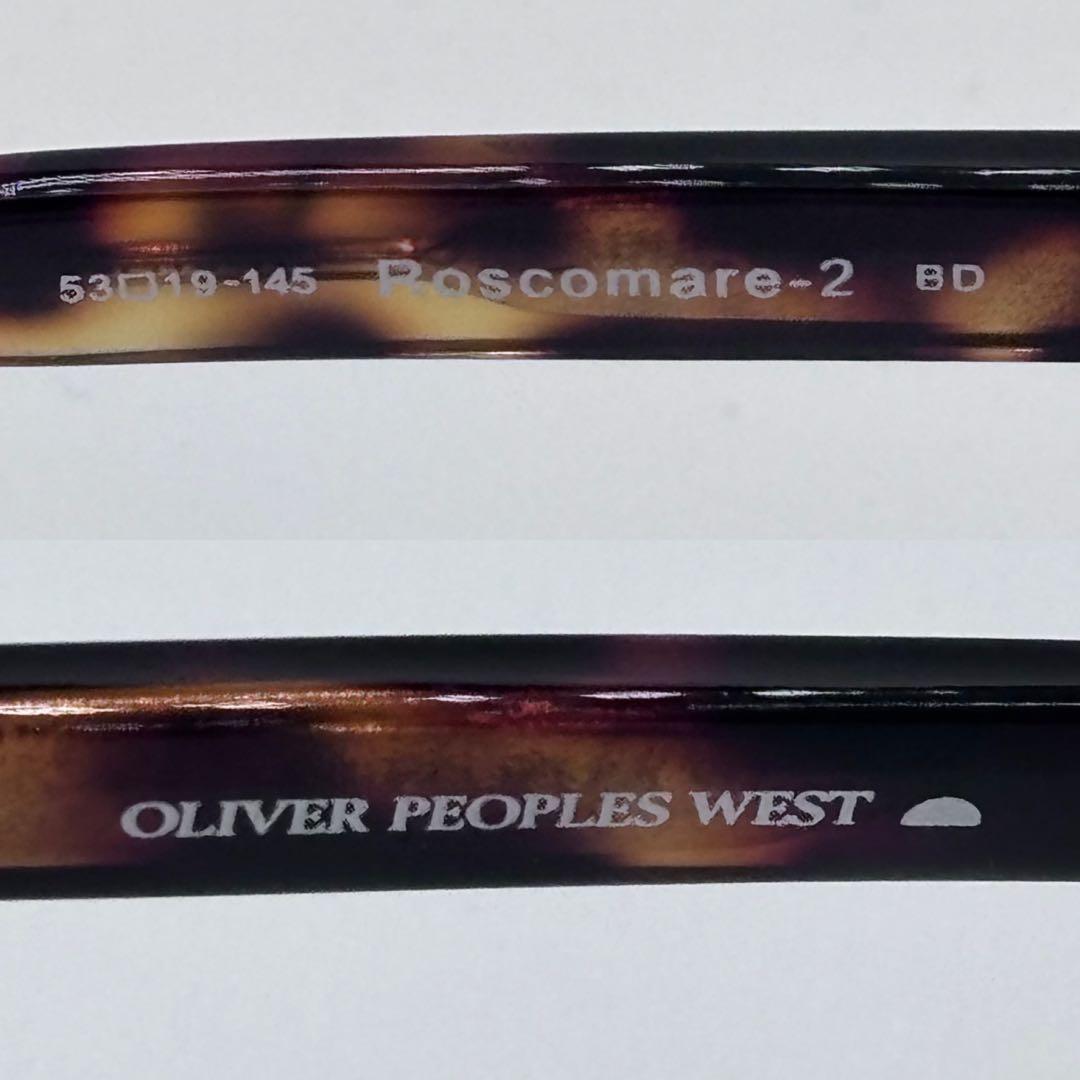 53□19-145 Roscomare-2 BD
OLIVER PEOPLES WEST